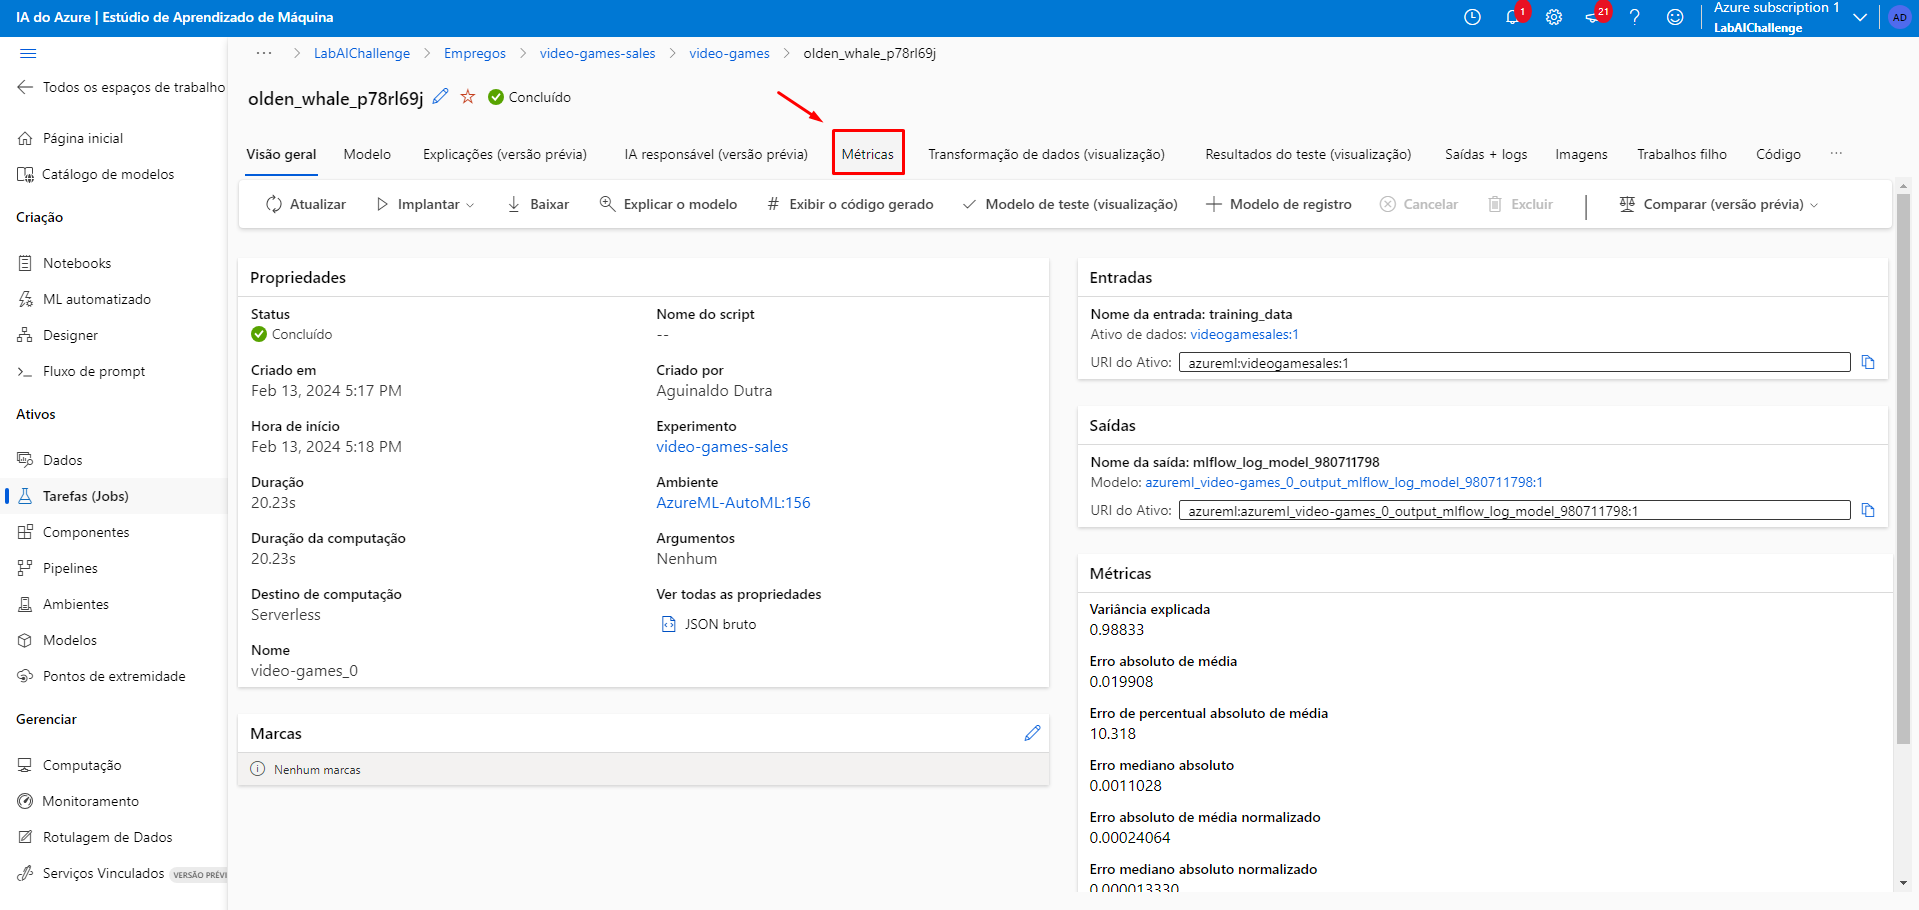 IA do Azure | Estúdio de Aprendizado de Máquina
1
21
Azure subscription 1
LabAIChallenge
AD
Todos os espaços de trabalho
Página inicial
Catálogo de modelos
Criação
Notebooks
ML automatizado
Designer
Fluxo de prompt
Ativos
Dados
Tarefas (Jobs)
Componentes
Pipelines
Ambientes
Modelos
Pontos de extremidade
Gerenciar
Computação
Monitoramento
Rotulagem de Dados
Serviços Vinculados VERSÃO PRÉVI
··· > LabAIChallenge > Empregos > video-games-sales > video-games > olden_whale_p78rl69j
olden_whale_p78rl69j Concluído
Visão geral Modelo Explicações (versão prévia) IA responsável (versão prévia) Métricas Transformação de dados (visualização) Resultados do teste (visualização) Saídas + logs Imagens Trabalhos filho Código ···
Atualizar Implantar Baixar Explicar o modelo # Exibir o código gerado Modelo de teste (visualização) Modelo de registro Cancelar Excluir Comparar (versão prévia)
Propriedades
Status
Concluído
Criado em
Feb 13, 2024 5:17 PM
Hora de início
Feb 13, 2024 5:18 PM
Duração
20.23s
Duração da computação
20.23s
Destino de computação
Serverless
Nome
video-games_0
Nome do script
--
Criado por
Aguinaldo Dutra
Experimento
video-games-sales
Ambiente
AzureML-AutoML:156
Argumentos
Nenhum
Ver todas as propriedades
JSON bruto
Marcas
Nenhum marcas
Entradas
Nome da entrada: training_data
Ativo de dados: videogamesales:1
URI do Ativo: azureml:videogamesales:1
Saídas
Nome da saída: mlflow_log_model_980711798
Modelo: azureml_video-games_0_output_mlflow_log_model_980711798:1
URI do Ativo: azureml:azureml_video-games_0_output_mlflow_log_model_980711798:1
Métricas
Variância explicada
0.98833
Erro absoluto de média
0.019908
Erro de percentual absoluto de média
10.318
Erro mediano absoluto
0.0011028
Erro absoluto de média normalizado
0.00024064
Erro mediano absoluto normalizado
0.000013330